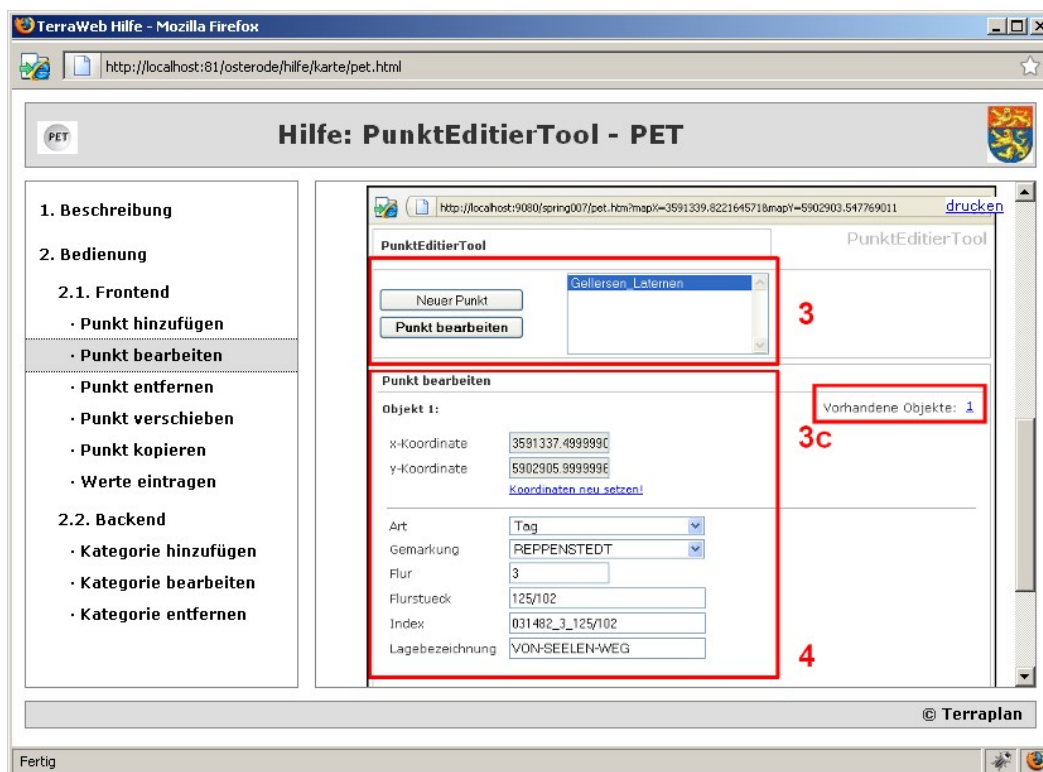 TerraWeb Hilfe - Mozilla Firefox
http://localhost:81/osterode/hilfe/karte/pet.html
PET
Hilfe: PunktEditierTool - PET
1. Beschreibung
2. Bedienung
2.1. Frontend
· Punkt hinzufügen
· Punkt bearbeiten
· Punkt entfernen
· Punkt verschieben
· Punkt kopieren
· Werte eintragen
2.2. Backend
· Kategorie hinzufügen
· Kategorie bearbeiten
· Kategorie entfernen
http://localhost:9080/spring007/pet.htm?mapX=3591339.822164571&mapY=5902903.547769011
drucken
PunktEditierTool
PunktEditierTool
Neuer Punkt
Punkt bearbeiten
Gellersen_Laternen
3
Punkt bearbeiten
Objekt 1:
Vorhandene Objekte: 1
3c
x-Koordinate 3591337.4999990
y-Koordinate 5902905.9999998
Koordinaten neu setzen!
Art Tag
Gemarkung REPPENSTEDT
Flur 3
Flurstueck 125/102
Index 031482_3_125/102
Lagebezeichnung VON-SEELEN-WEG
4
© Terraplan
Fertig